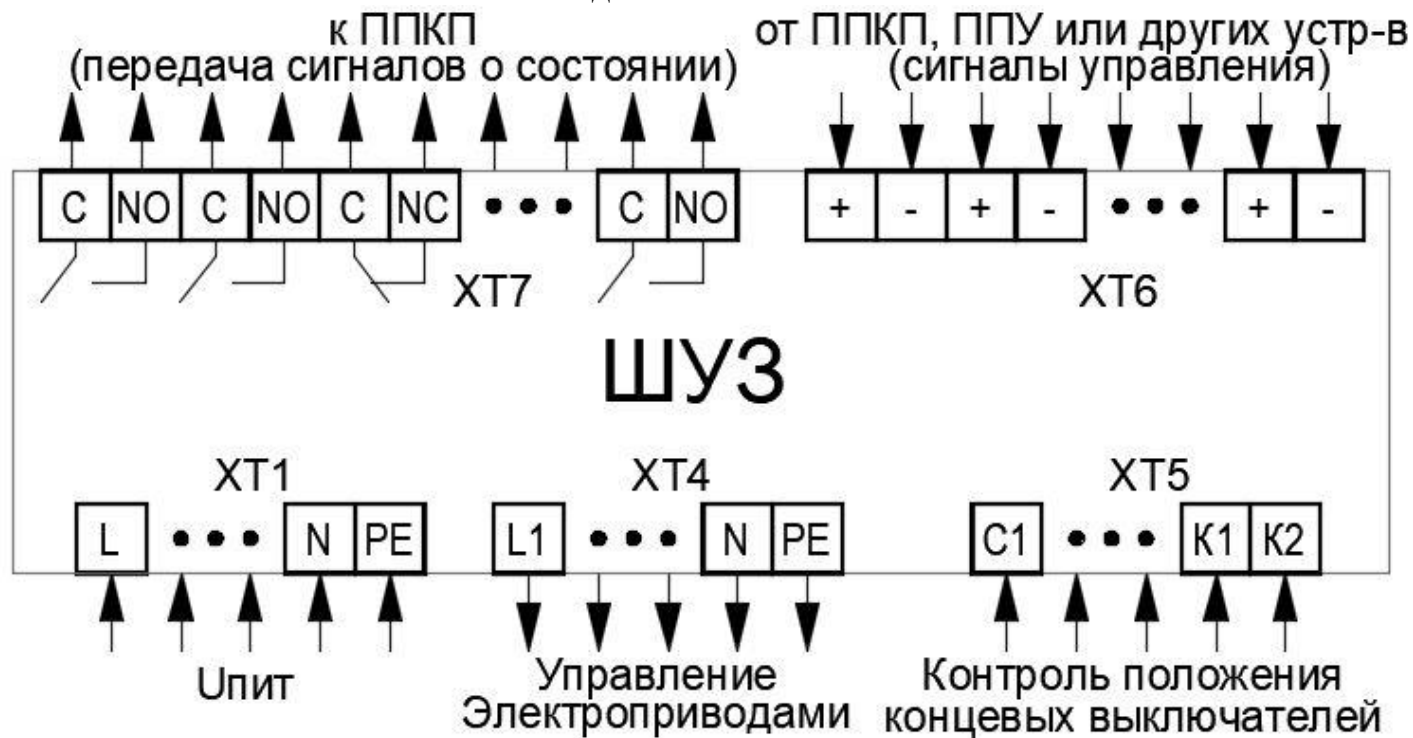 к ППКП
от ППКП, ППУ или других устр-в
(передача сигналов о состоянии)
(сигналы управления)
C NO C NO C NC ••• C NO
+ - + - ••• + -
XT7
XT6
ШУЗ
XT1
XT4
XT5
L ••• N PE
L1 ••• N PE
C1 ••• К1 К2
Uпит
Управление
Электроприводами
Контроль положения
концевых выключателей